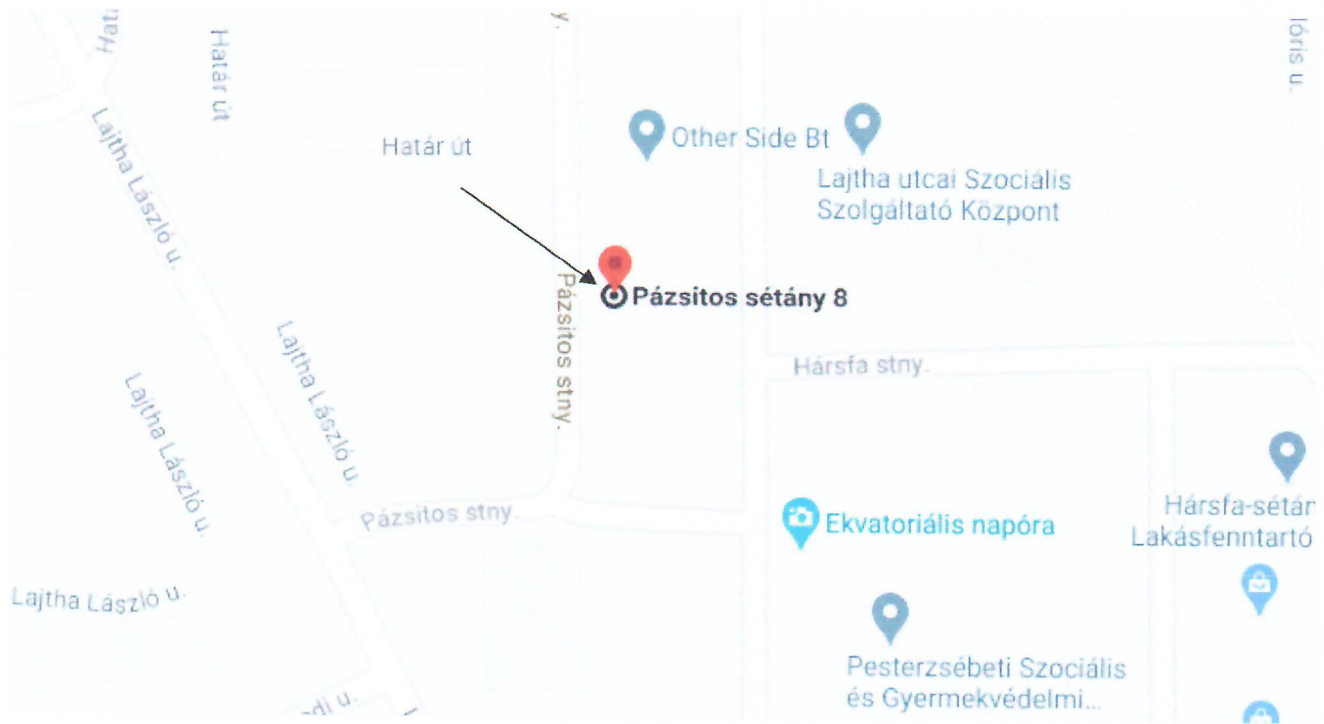 Határ út
Határ út
Other Side Bt
Lajtha utcai Szociális
Szolgáltató Központ
Lajtha László u.
Pázsitos sétány 8
Pázsitos stny.
Hársfa stny.
Lajtha László u.
Lajtha László u.
Pázsitos stny.
Ekvatoriális napóra
Hársfa-sétán
Lakásfenntartó
Lajtha László u.
Pesterzsébeti Szociális
és Gyermekvédelmi...